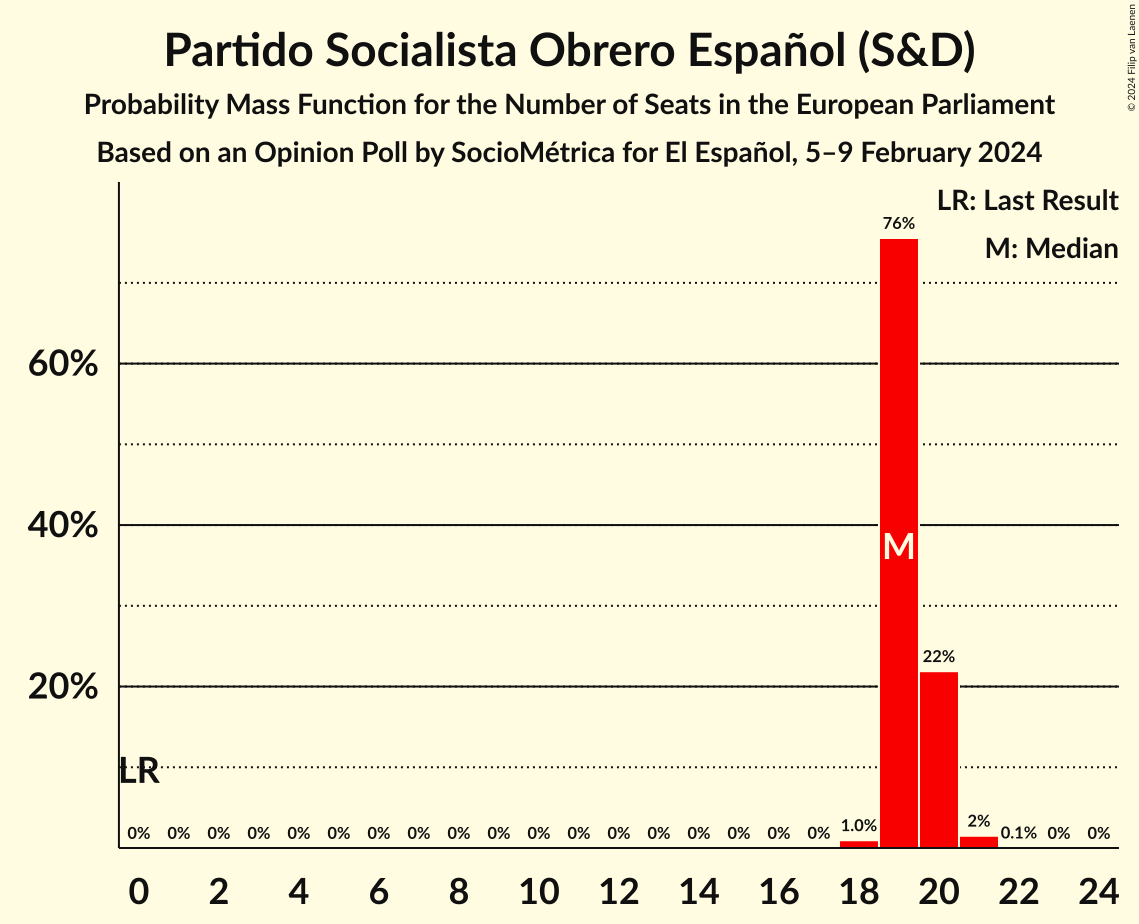 Partido Socialista Obrero Español (S&D)
Probability Mass Function for the Number of Seats in the European Parliament
Based on an Opinion Poll by SocioMétrica for El Español, 5–9 February 2024
© 2024 Filip van Laenen
LR: Last Result
M: Median
76%
60%
40%
M
22%
20%
LR
0% 0% 0% 0% 0% 0% 0% 0% 0% 0% 0% 0% 0% 0% 0% 0% 0% 0% 1.0% 2% 0.1% 0% 0%
0 2 4 6 8 10 12 14 16 18 20 22 24